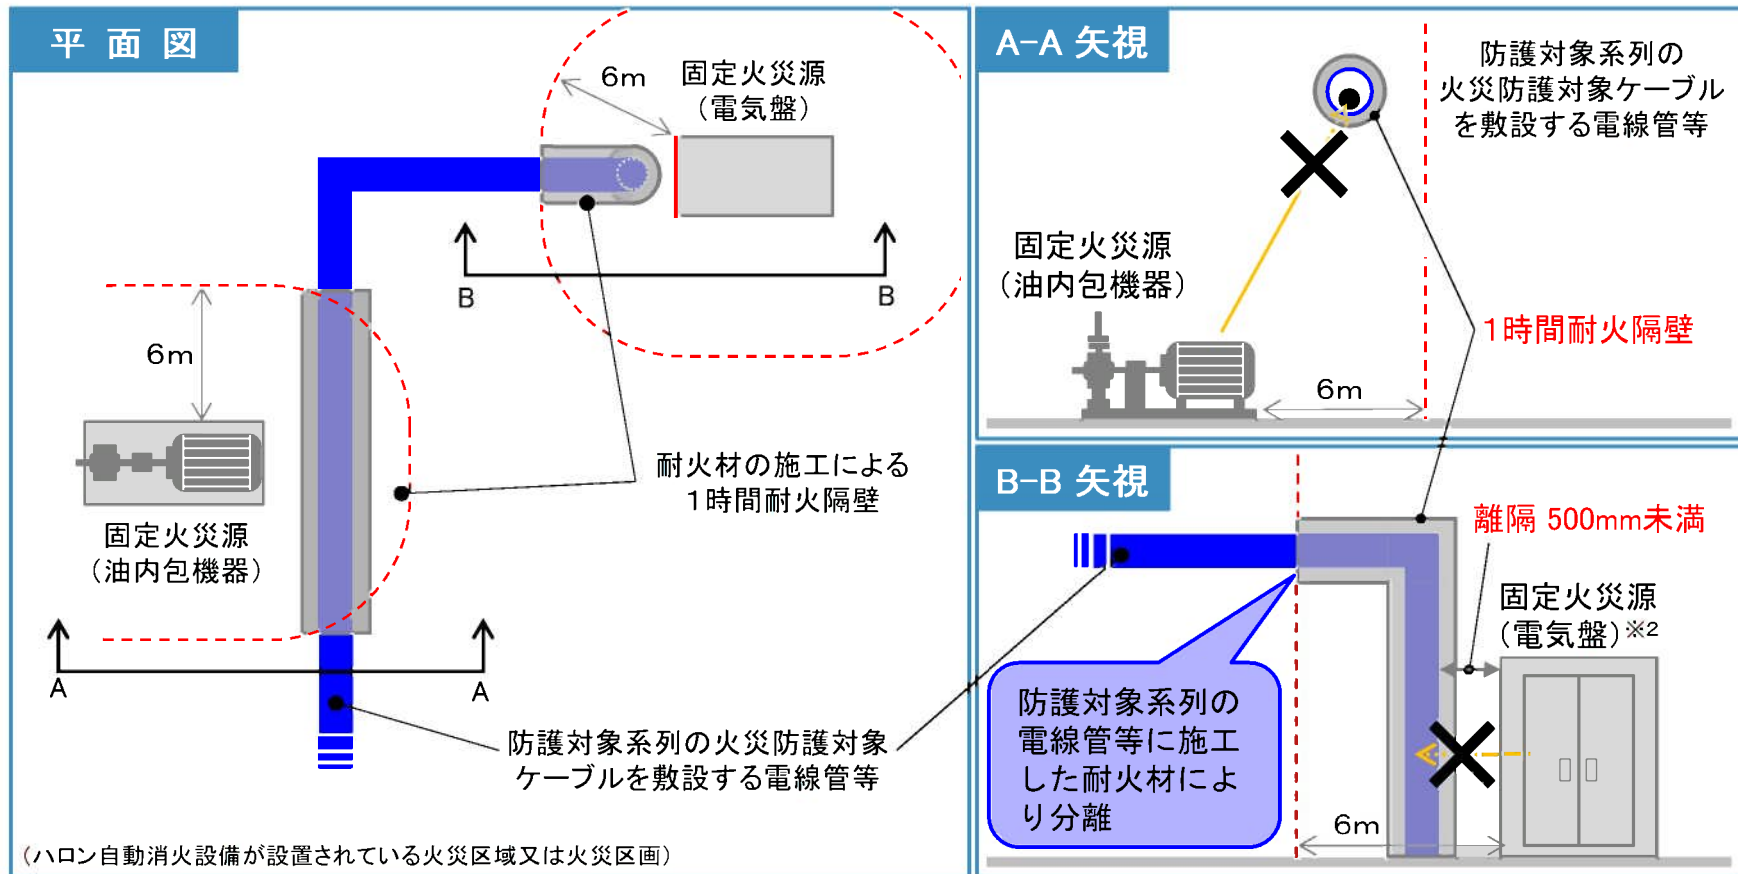 平面図
6m
固定火災源
（電気盤）
B
B
6m
固定火災源
（油内包機器）
耐火材の施工による
1時間耐火隔壁
A
A
防護対象系列の火災防護対象
ケーブルを敷設する電線管等
（ハロン自動消火設備が設置されている火災区域又は火災区画）
A-A 矢視
防護対象系列の
火災防護対象ケーブル
を敷設する電線管等
固定火災源
（油内包機器）
1時間耐火隔壁
6m
B-B 矢視
離隔 500mm未満
固定火災源
（電気盤）※2
防護対象系列の
電線管等に施工
した耐火材によ
り分離
6m